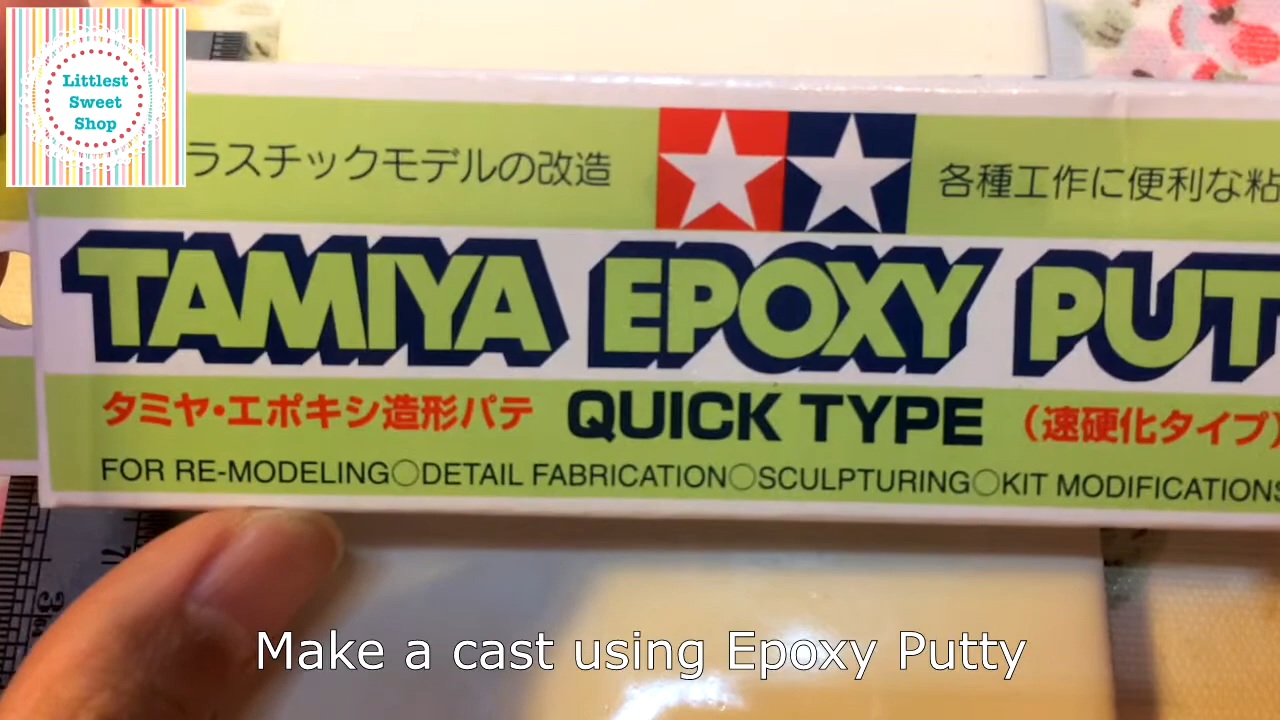 Littlest
Sweet
Shop
ラスチックモデルの改造
各種工作に便利な粘
TAMIYA EPOXY PUT
タミヤ・エポキシ造形パテ QUICK TYPE (速硬化タイプ)
FOR RE-MODELING○DETAIL FABRICATION○SCULPTURING○KIT MODIFICATIONS
Make a cast using Epoxy Putty